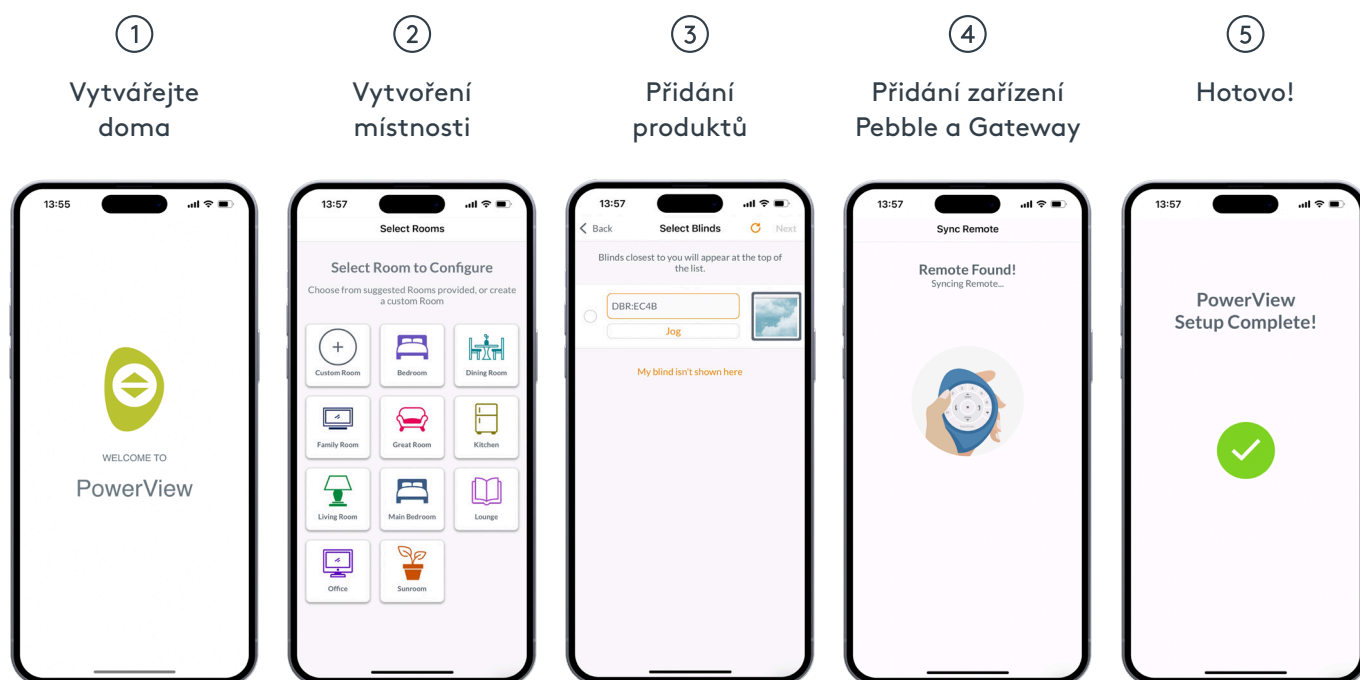 1
Vytvářejte
doma
2
Vytvoření
místnosti
3
Přidání
produktů
4
Přidání zařízení
Pebble a Gateway
5
Hotovo!
13:55
WELCOME TO
PowerView
13:57
Select Rooms
Select Room to Configure
Choose from suggested Rooms provided, or create
a custom Room
Custom Room
Bedroom
Dining Room
Family Room
Great Room
Kitchen
Living Room
Main Bedroom
Lounge
Office
Sunroom
13:57
Back
Select Blinds
Next
Blinds closest to you will appear at the top of
the list.
DBR:EC4B
Jog
My blind isn't shown here
13:57
Sync Remote
Remote Found!
Syncing Remote...
13:57
PowerView
Setup Complete!